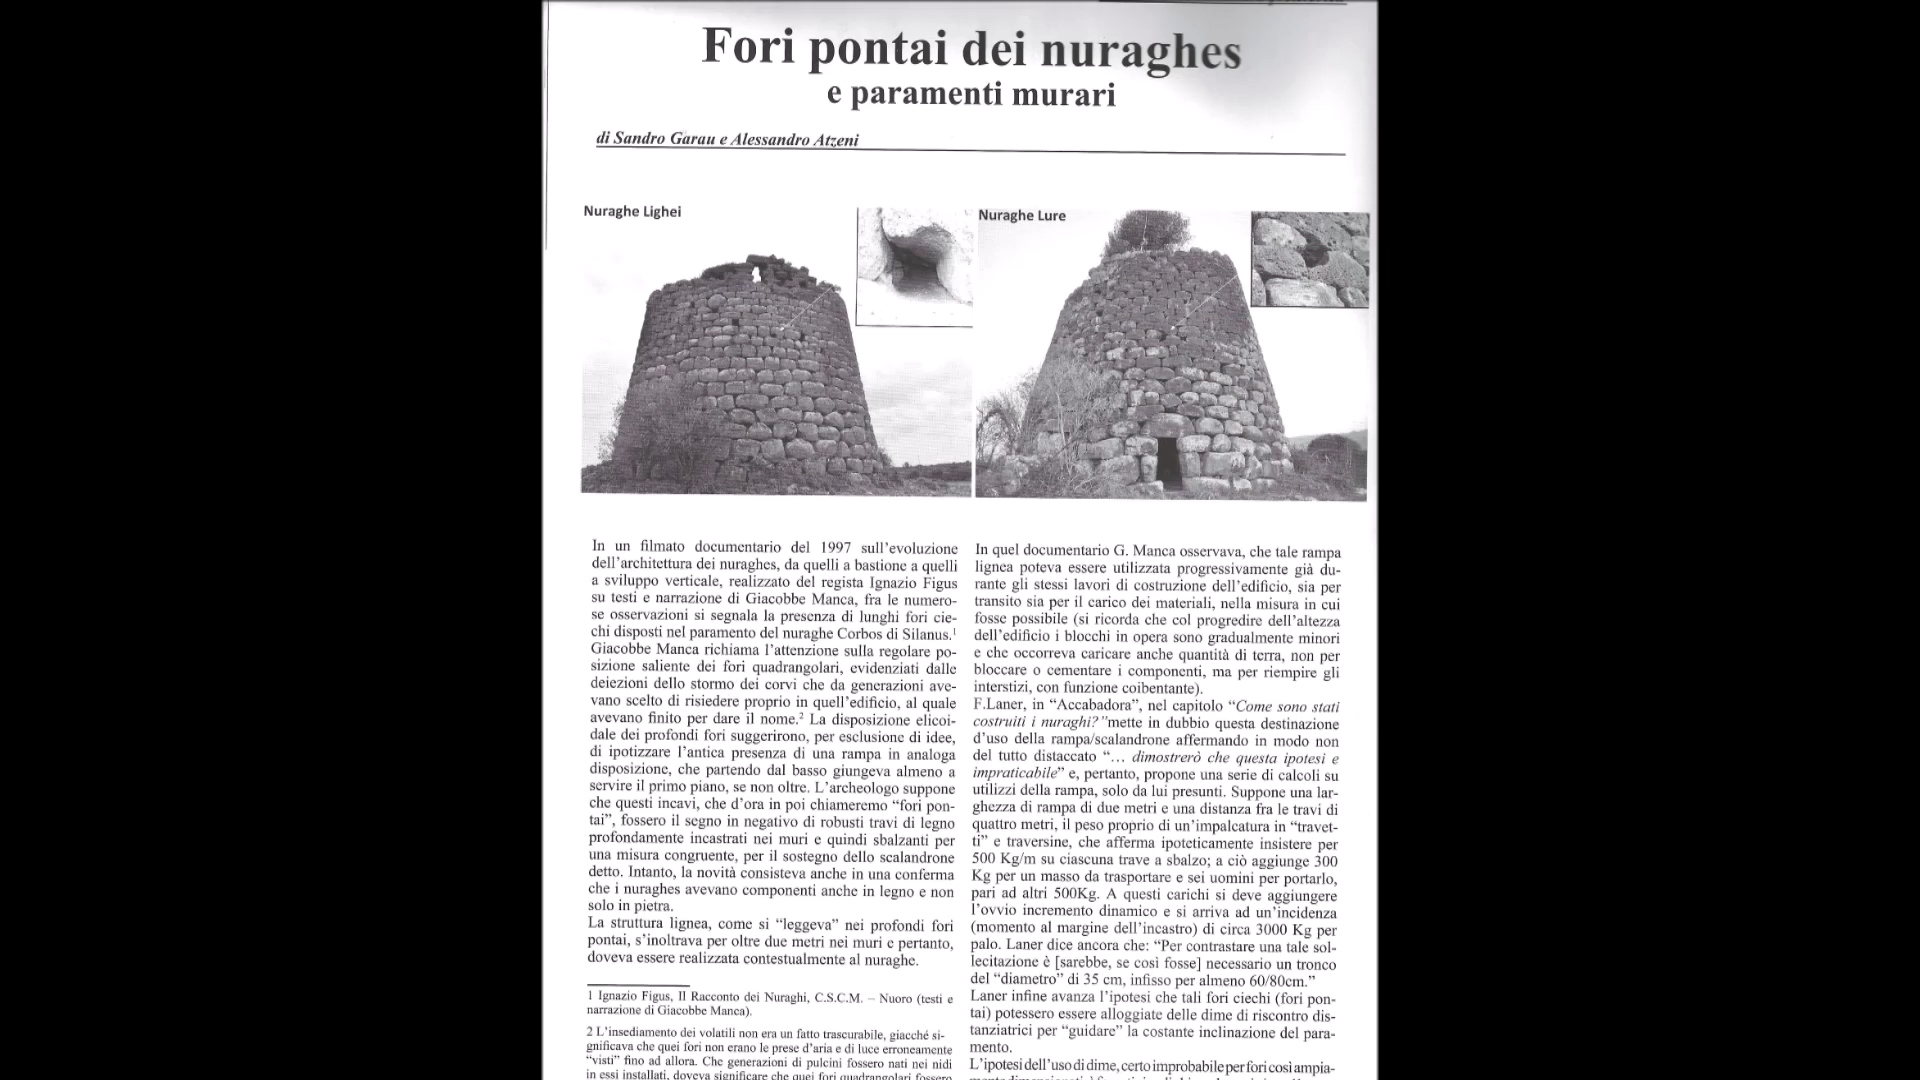 Fori pontai dei nuraghes
e paramenti murari
di Sandro Garau e Alessandro Atzeni
Nuraghe Lighei
Nuraghe Lure
In un filmato documentario del 1997 sull'evoluzione
dell'architettura dei nuraghes, da quelli a bastione a quelli
a sviluppo verticale, realizzato del regista Ignazio Figus
su testi e narrazione di Giacobbe Manca, fra le numero-
se osservazioni si segnala la presenza di lunghi fori cie-
chi disposti nel paramento del nuraghe Corbos di Silanus.1
Giacobbe Manca richiama l'attenzione sulla regolare po-
sizione saliente dei fori quadrangolari, evidenziati dalle
deiezioni dello stormo dei corvi che da generazioni ave-
vano scelto di risiedere proprio in quell'edificio, al quale
avevano finito per dare il nome.2 La disposizione elicoi-
dale dei profondi fori suggerirono, per esclusione di idee,
di ipotizzare l'antica presenza di una rampa in analoga
disposizione, che partendo dal basso giungeva almeno a
servire il primo piano, se non oltre. L'archeologo suppone
che questi incavi, che d'ora in poi chiameremo "fori pon-
tai", fossero il segno in negativo di robusti travi di legno
profondamente incastrati nei muri e quindi sbalzanti per
una misura congruente, per il sostegno dello scalandrone
detto. Intanto, la novità consisteva anche in una conferma
che i nuraghes avevano componenti anche in legno e non
solo in pietra.
La struttura lignea, come si "leggeva" nei profondi fori
pontai, s'inoltrava per oltre due metri nei muri e pertanto,
doveva essere realizzata contestualmente al nuraghe.
1 Ignazio Figus, Il Racconto dei Nuraghi, C.S.C.M. – Nuoro (testi e
narrazione di Giacobbe Manca).
2 L'insediamento dei volatili non era un fatto trascurabile, giacché si-
gnificava che quei fori non erano le prese d'aria e di luce erroneamente
"visti" fino ad allora. Che generazioni di pulcini fossero nati nei nidi
in essi installati, doveva significare che quei fori quadrangolari fossero
In quel documentario G. Manca osservava, che tale rampa
lignea poteva essere utilizzata progressivamente già du-
rante gli stessi lavori di costruzione dell'edificio, sia per
transito sia per il carico dei materiali, nella misura in cui
fosse possibile (si ricorda che col progredire dell'altezza
dell'edificio i blocchi in opera sono gradualmente minori
e che occorreva caricare anche quantità di terra, non per
bloccare o cementare i componenti, ma per riempire gli
interstizi, con funzione coibentante).
F.Laner, in "Accabadora", nel capitolo "Come sono stati
costruiti i nuraghi?"mette in dubbio questa destinazione
d'uso della rampa/scalandrone affermando in modo non
del tutto distaccato "… dimostrerò che questa ipotesi e
impraticabile" e, pertanto, propone una serie di calcoli su
utilizzi della rampa, solo da lui presunti. Suppone una lar-
ghezza di rampa di due metri e una distanza fra le travi di
quattro metri, il peso proprio di un'impalcatura in "travet-
ti" e traversine, che afferma ipoteticamente insistere per
500 Kg/m su ciascuna trave a sbalzo; a ciò aggiunge 300
Kg per un masso da trasportare e sei uomini per portarlo,
pari ad altri 500Kg. A questi carichi si deve aggiungere
l'ovvio incremento dinamico e si arriva ad un'incidenza
(momento al margine dell'incastro) di circa 3000 Kg per
palo. Laner dice ancora che: "Per contrastare una tale sol-
lecitazione è [sarebbe, se così fosse] necessario un tronco
del "diametro" di 35 cm, infisso per almeno 60/80cm."
Laner infine avanza l'ipotesi che tali fori ciechi (fori pon-
tai) potessero essere alloggiate delle dime di riscontro dis-
tanziatrici per "guidare" la costante inclinazione del para-
mento.
L'ipotesi dell'uso di dime, certo improbabile per fori così ampia-